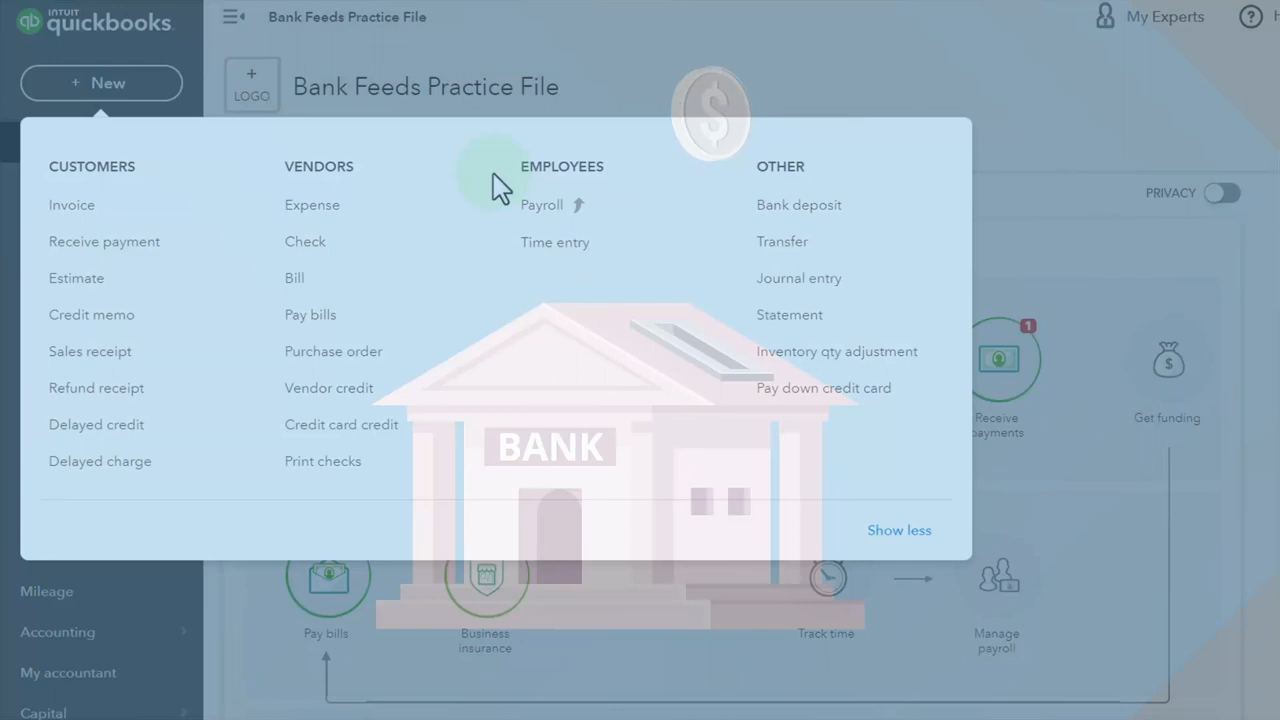 INTUIT
quickbooks.
Bank Feeds Practice File
My Experts
?
H
+ New
+
LOGO
Bank Feeds Practice File
$
CUSTOMERS
Invoice
Receive payment
Estimate
Credit memo
Sales receipt
Refund receipt
Delayed credit
Delayed charge
VENDORS
Expense
Check
Bill
Pay bills
Purchase order
Vendor credit
Credit card credit
Print checks
EMPLOYEES
Payroll
Time entry
OTHER
Bank deposit
Transfer
Journal entry
Statement
Inventory qty adjustment
Pay down credit card
Show less
PRIVACY
BANK
1
Receive
payments
$
Get funding
Mileage
Accounting
My accountant
Capital
Pay bills
Business
insurance
Track time
Manage
payroll